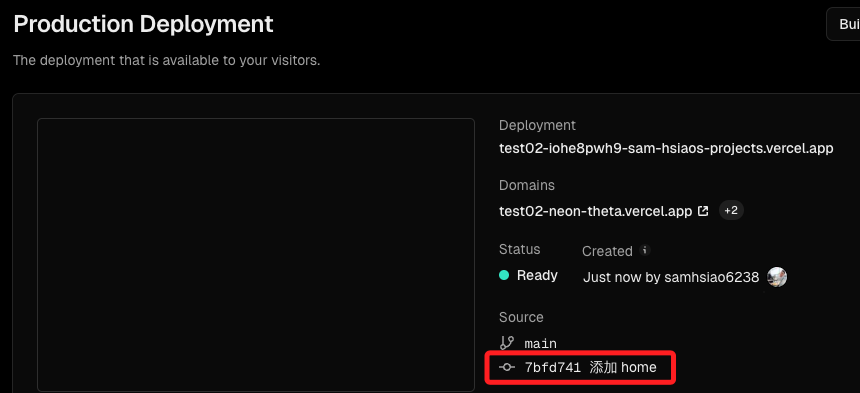 Production Deployment
Bui
The deployment that is available to your visitors.
Deployment
test02-iohe8pwh9-sam-hsiaos-projects.vercel.app
Domains
test02-neon-theta.vercel.app +2
Status
Created
Ready
Just now by samhsiao6238
Source
main
7bfd741 添加 home